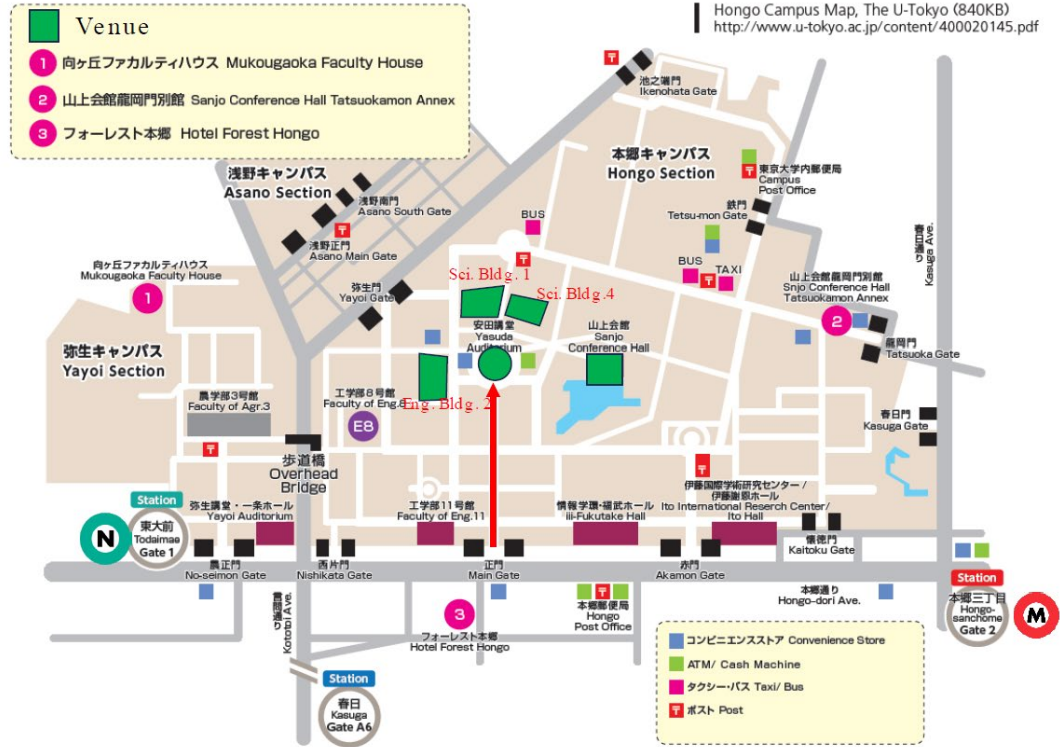 Venue
1 向ヶ丘ファカルティハウス Mukougaoka Faculty House
2 山上会館龍岡門別館 Sanjo Conference Hall Tatsuokamon Annex
3 フォーレスト本郷 Hotel Forest Hongo
Hongo Campus Map, The U-Tokyo (840KB)
http://www.u-tokyo.ac.jp/content/400020145.pdf
池之端門
Ikenohata Gate
浅野キャンパス
Asano Section
本郷キャンパス
Hongo Section
東京大学内郵便局
Campus
Post Office
浅野南門
Asano South Gate
鉄門
Tetsu-mon Gate
BUS
浅野正門
Asano Main Gate
春日通り
Kasuga Ave.
向ヶ丘ファカルティハウス
Mukougaoka Faculty House
1
弥生門
Yayoi Gate
Sci. Bldg. 1
Sci. Bldg.4
BUS
TAXI
山上会館龍岡門別館
Snjo Conference Hall
Tatsuokamon Annex
2
安田講堂
Yasuda
Auditorium
山上会館
Sanjo
Conference Hall
龍岡門
Tatsuoka Gate
弥生キャンパス
Yayoi Section
農学部3号館
Faculty of Agr.3
工学部8号館
Faculty of Eng.8
Eng. Bldg. 2
E8
春日門
Kasuga Gate
歩道橋
Overhead
Bridge
Station
N
東大前
Todaimae
Gate 1
弥生講堂・一条ホール
Yayoi Auditorium
工学部11号館
Faculty of Eng.11
情報学環・福武ホール
iii-Fukutake Hall
伊藤国際学術研究センター /
伊藤謝恩ホール
Ito International Reserch Center/
Ito Hall
懐徳門
Kaitoku Gate
農正門
No-seimon Gate
西片門
Nishikata Gate
正門
Main Gate
赤門
Akamon Gate
本郷通り
Hongo-dori Ave.
Station
本郷三丁目
Hongo-
sanchome
Gate 2
M
言問通り
Kototoi Ave.
3
フォーレスト本郷
Hotel Forest Hongo
本郷郵便局
Hongo
Post Office
Station
春日
Kasuga
Gate A6
コンビニエンスストア Convenience Store
ATM/ Cash Machine
タクシー・バス Taxi/ Bus
ポスト Post